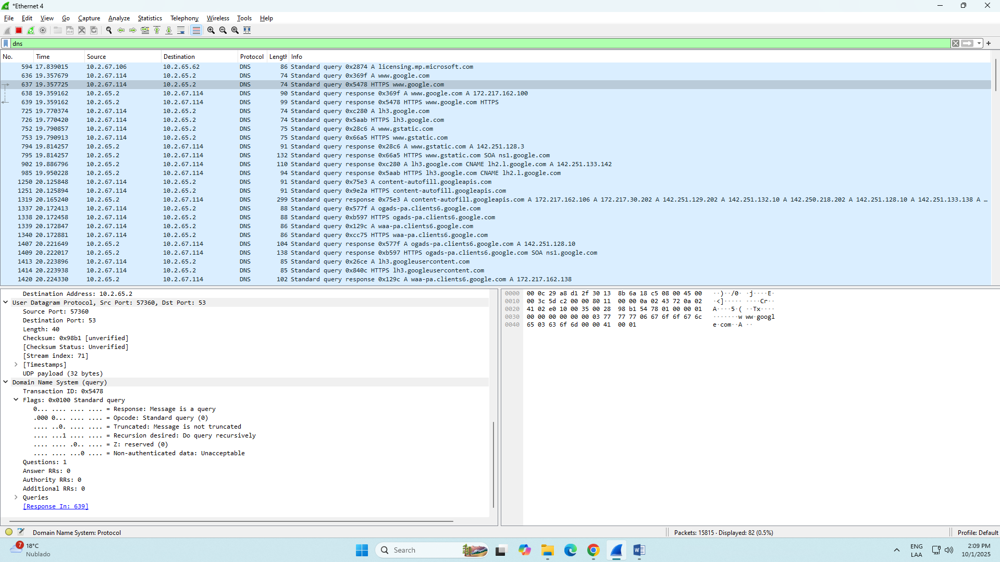 *Ethernet 4
File Edit View Go Capture Analyze Statistics Telephony Wireless Tools Help
dns
No. Time Source Destination Protocol Length Info
594 17.839015 10.2.67.106 10.2.65.62 DNS 86 Standard query 0x2874 A licensing.mp.microsoft.com
636 19.357679 10.2.67.114 10.2.65.2 DNS 74 Standard query 0x369f A www.google.com
637 19.357725 10.2.67.114 10.2.65.2 DNS 74 Standard query 0x5478 HTTPS www.google.com
638 19.359162 10.2.65.2 10.2.67.114 DNS 90 Standard query response 0x369f A www.google.com A 172.217.162.100
639 19.359162 10.2.65.2 10.2.67.114 DNS 99 Standard query response 0x5478 HTTPS www.google.com HTTPS
725 19.770374 10.2.67.114 10.2.65.2 DNS 74 Standard query 0xc280 A lh3.google.com
726 19.770420 10.2.67.114 10.2.65.2 DNS 74 Standard query 0x5aab HTTPS lh3.google.com
752 19.790857 10.2.67.114 10.2.65.2 DNS 75 Standard query 0x28c6 A www.gstatic.com
753 19.790913 10.2.67.114 10.2.65.2 DNS 75 Standard query 0x66a5 HTTPS www.gstatic.com
794 19.814257 10.2.65.2 10.2.67.114 DNS 91 Standard query response 0x28c6 A www.gstatic.com A 142.251.128.3
795 19.814257 10.2.65.2 10.2.67.114 DNS 132 Standard query response 0x66a5 HTTPS www.gstatic.com SOA ns1.google.com
902 19.886796 10.2.65.2 10.2.67.114 DNS 110 Standard query response 0xc280 A lh3.google.com CNAME lh2.l.google.com A 142.251.133.142
985 19.950228 10.2.65.2 10.2.67.114 DNS 94 Standard query response 0x5aab HTTPS lh3.google.com CNAME lh2.l.google.com
1250 20.125848 10.2.67.114 10.2.65.2 DNS 91 Standard query 0x75e3 A content-autofill.googleapis.com
1251 20.125894 10.2.67.114 10.2.65.2 DNS 91 Standard query 0x9e2a HTTPS content-autofill.googleapis.com
1319 20.165240 10.2.65.2 10.2.67.114 DNS 299 Standard query response 0x75e3 A content-autofill.googleapis.com A 172.217.162.106 A 172.217.30.202 A 142.251.129.202 A 142.251.132.10 A 142.250.218.202 A 142.251.128.10 A 142.251.133.138 A …
1337 20.172413 10.2.67.114 10.2.65.2 DNS 88 Standard query 0x577f A ogads-pa.clients6.google.com
1338 20.172458 10.2.67.114 10.2.65.2 DNS 88 Standard query 0xb597 HTTPS ogads-pa.clients6.google.com
1339 20.172847 10.2.67.114 10.2.65.2 DNS 86 Standard query 0x129c A waa-pa.clients6.google.com
1340 20.172881 10.2.67.114 10.2.65.2 DNS 86 Standard query 0xcc75 HTTPS waa-pa.clients6.google.com
1407 20.221649 10.2.65.2 10.2.67.114 DNS 104 Standard query response 0x577f A ogads-pa.clients6.google.com A 142.251.128.10
1409 20.222017 10.2.65.2 10.2.67.114 DNS 138 Standard query response 0xb597 HTTPS ogads-pa.clients6.google.com SOA ns1.google.com
1413 20.223896 10.2.67.114 10.2.65.2 DNS 85 Standard query 0x26ce A lh3.googleusercontent.com
1414 20.223938 10.2.67.114 10.2.65.2 DNS 85 Standard query 0x840c HTTPS lh3.googleusercontent.com
1420 20.224330 10.2.65.2 10.2.67.114 DNS 102 Standard query response 0x129c A waa-pa.clients6.google.com A 172.217.162.138
Destination Address: 10.2.65.2
User Datagram Protocol, Src Port: 57360, Dst Port: 53
Source Port: 57360
Destination Port: 53
Length: 40
Checksum: 0x98b1 [unverified]
[Checksum Status: Unverified]
[Stream index: 71]
[Timestamps]
UDP payload (32 bytes)
Domain Name System (query)
Transaction ID: 0x5478
Flags: 0x0100 Standard query
0... .... .... .... = Response: Message is a query
.000 0... .... .... = Opcode: Standard query (0)
.... ..0. .... .... = Truncated: Message is not truncated
.... ...1 .... .... = Recursion desired: Do query recursively
.... .... .0.. .... = Z: reserved (0)
.... .... ...0 .... = Non-authenticated data: Unacceptable
Questions: 1
Answer RRs: 0
Authority RRs: 0
Additional RRs: 0
Queries
[Response In: 639]
0000 00 0c 29 a8 d1 2f 30 13 8b 6a 18 c5 08 00 45 00 ··)··/0· ·j····E·
0010 00 3c 5d c2 00 00 80 11 00 00 0a 02 43 72 0a 02 ·<]····· ····Cr··
0020 41 02 e0 10 00 35 00 28 98 b1 54 78 01 00 00 01 A····5·( ··Tx····
0030 00 00 00 00 00 00 03 77 77 77 06 67 6f 6f 67 6c ·······w ww·googl
0040 65 03 63 6f 6d 00 00 41 00 01 e·com··A ··
Domain Name System: Protocol
Packets: 15815 · Displayed: 82 (0.5%)
Profile: Default
7
18°C
Nublado
Search
ENG
LAA
2:09 PM
10/1/2025